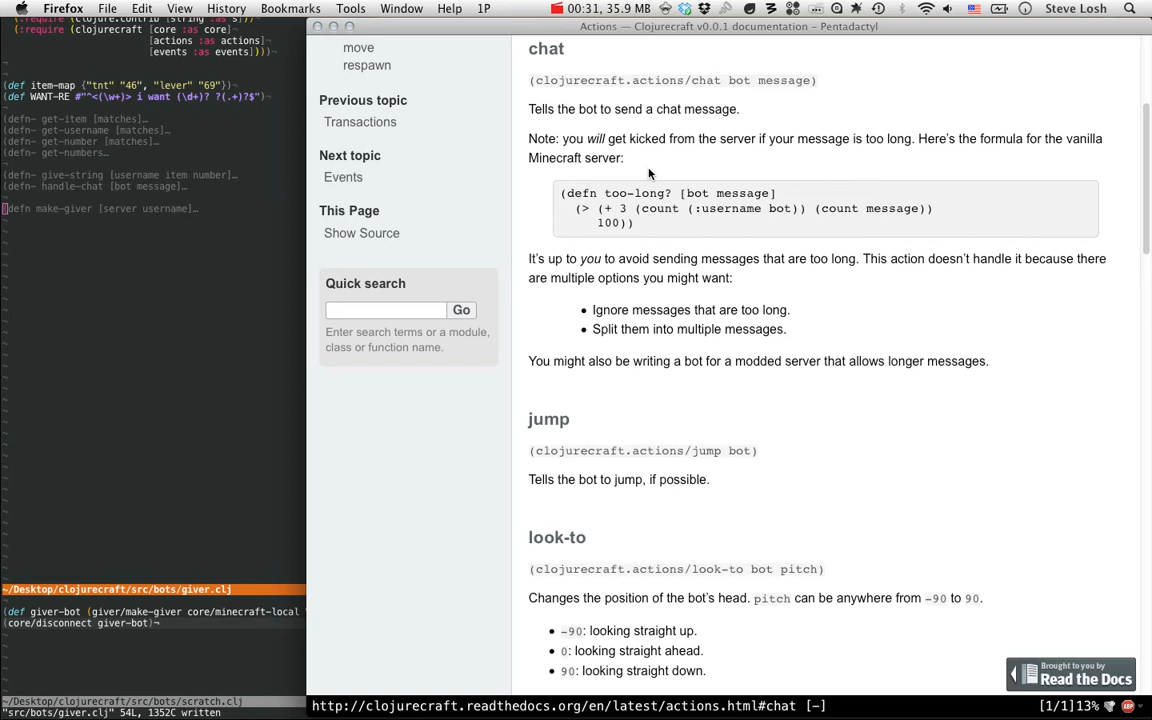 Firefox File Edit View History Bookmarks Tools Window Help 1P 00:31, 35.9 MB Steve Losh
(:require (clojure.contrib [string :as s]))
(:require (clojurecraft [core :as core]
[actions :as actions]
[events :as events])))¬
¬
(def item-map {"tnt" "46", "lever" "69"})¬
(def WANT-RE #"^<(\w+)> i want (\d+)? ?(.+)?$")¬
(defn- get-item [matches]…
(defn- get-username [matches]…
(defn- get-number [matches]…
(defn- get-numbers…
(defn- give-string [username item number]…
(defn- handle-chat [bot message]…
defn make-giver [server username]…
~/Desktop/clojurecraft/src/bots/giver.clj
(def giver-bot (giver/make-giver core/minecraft-local "
(core/disconnect giver-bot)¬
~/Desktop/clojurecraft/src/bots/scratch.clj
"src/bots/giver.clj" 54L, 1352C written
Actions — Clojurecraft v0.0.1 documentation - Pentadactyl
move
respawn
Previous topic
Transactions
Next topic
Events
This Page
Show Source
Quick search
Go
Enter search terms or a module,
class or function name.
chat
(clojurecraft.actions/chat bot message)
Tells the bot to send a chat message.
Note: you will get kicked from the server if your message is too long. Here's the formula for the vanilla
Minecraft server:
(defn too-long? [bot message]
(> (+ 3 (count (:username bot)) (count message))
100))
It's up to you to avoid sending messages that are too long. This action doesn't handle it because there
are multiple options you might want:
• Ignore messages that are too long.
• Split them into multiple messages.
You might also be writing a bot for a modded server that allows longer messages.
jump
(clojurecraft.actions/jump bot)
Tells the bot to jump, if possible.
look-to
(clojurecraft.actions/look-to bot pitch)
Changes the position of the bot's head. pitch can be anywhere from -90 to 90.
• -90: looking straight up.
• 0: looking straight ahead.
• 90: looking straight down.
Brought to you by
Read the Docs
http://clojurecraft.readthedocs.org/en/latest/actions.html#chat [-] [1/1]13% ABP